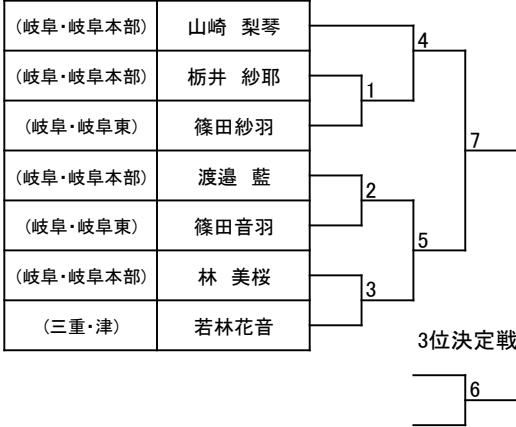 (岐阜・岐阜本部) 山崎 梨琴
(岐阜・岐阜本部) 栃井 紗耶
(岐阜・岐阜東) 篠田紗羽
(岐阜・岐阜本部) 渡邉 藍
(岐阜・岐阜東) 篠田音羽
(岐阜・岐阜本部) 林 美桜
(三重・津) 若林花音
4
1
7
2
5
3
3位決定戦
6